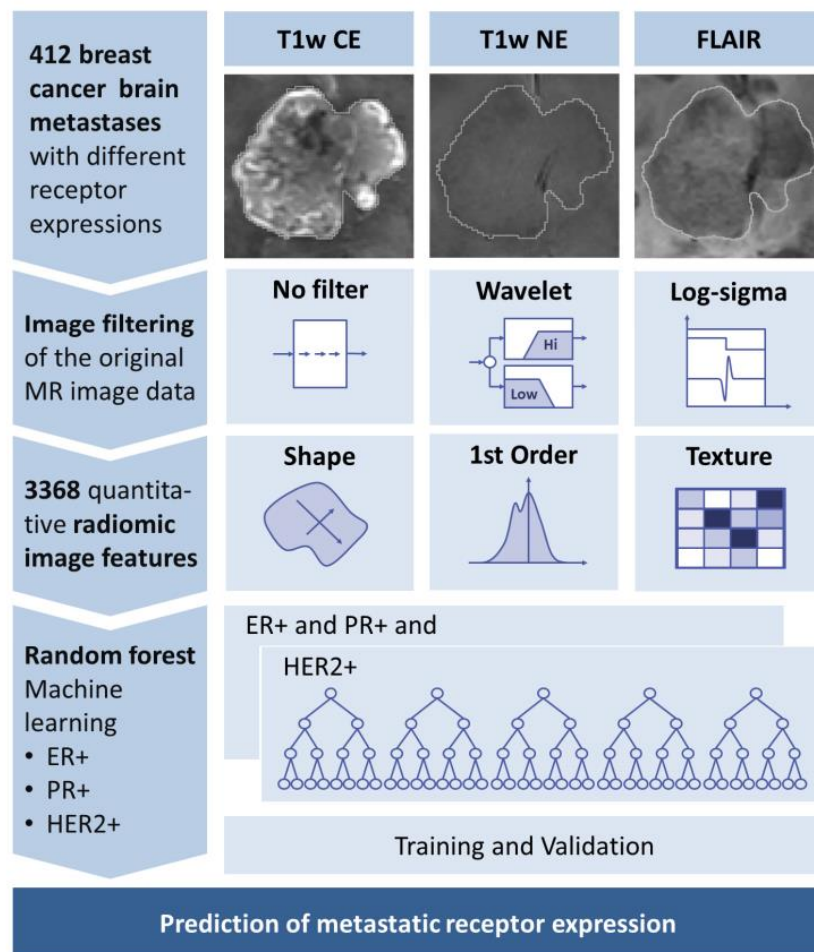 412 breast
cancer brain
metastases
with different
receptor
expressions
T1w CE
T1w NE
FLAIR
Image filtering
of the original
MR image data
No filter
Wavelet
Hi
Low
Log-sigma
3368 quantita-
tive radiomic
image features
Shape
1st Order
Texture
Random forest
Machine
learning
• ER+
• PR+
• HER2+
ER+ and PR+ and
HER2+
Training and Validation
Prediction of metastatic receptor expression